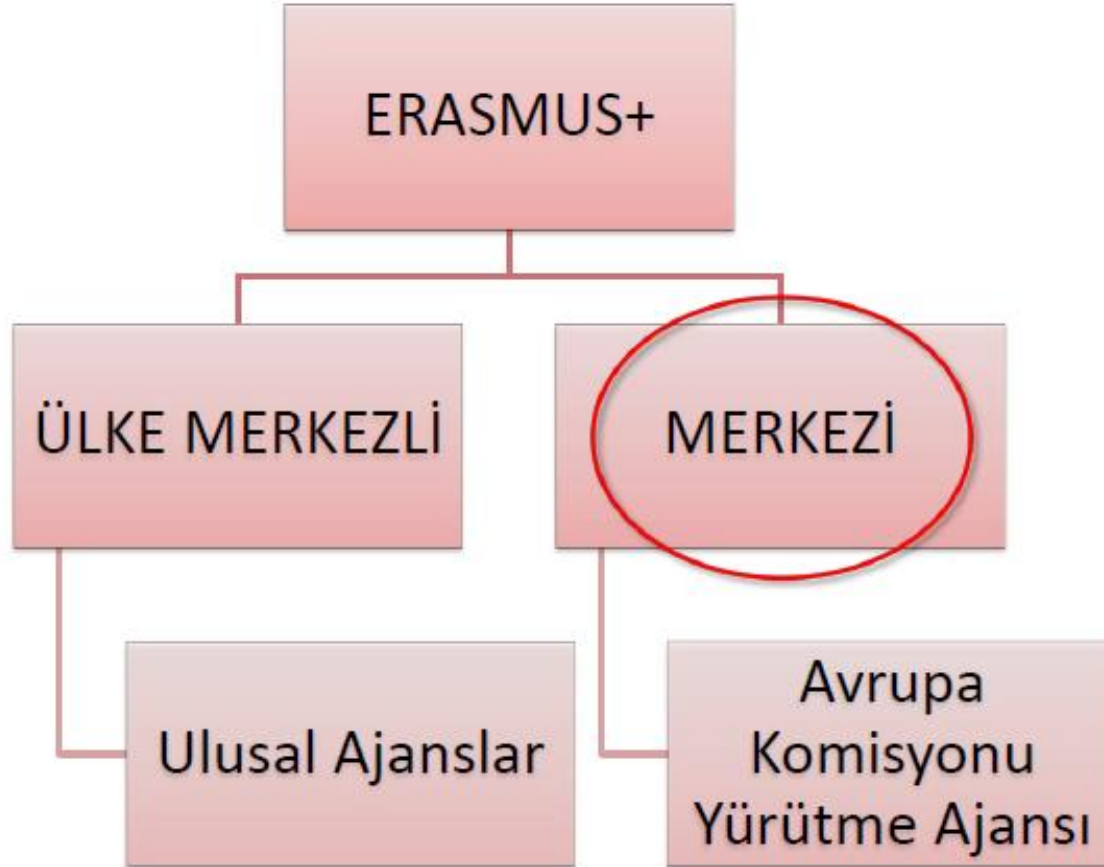 ERASMUS+
ÜLKE MERKEZLİ
MERKEZİ
Ulusal Ajanslar
Avrupa
Komisyonu
Yürütme Ajansı